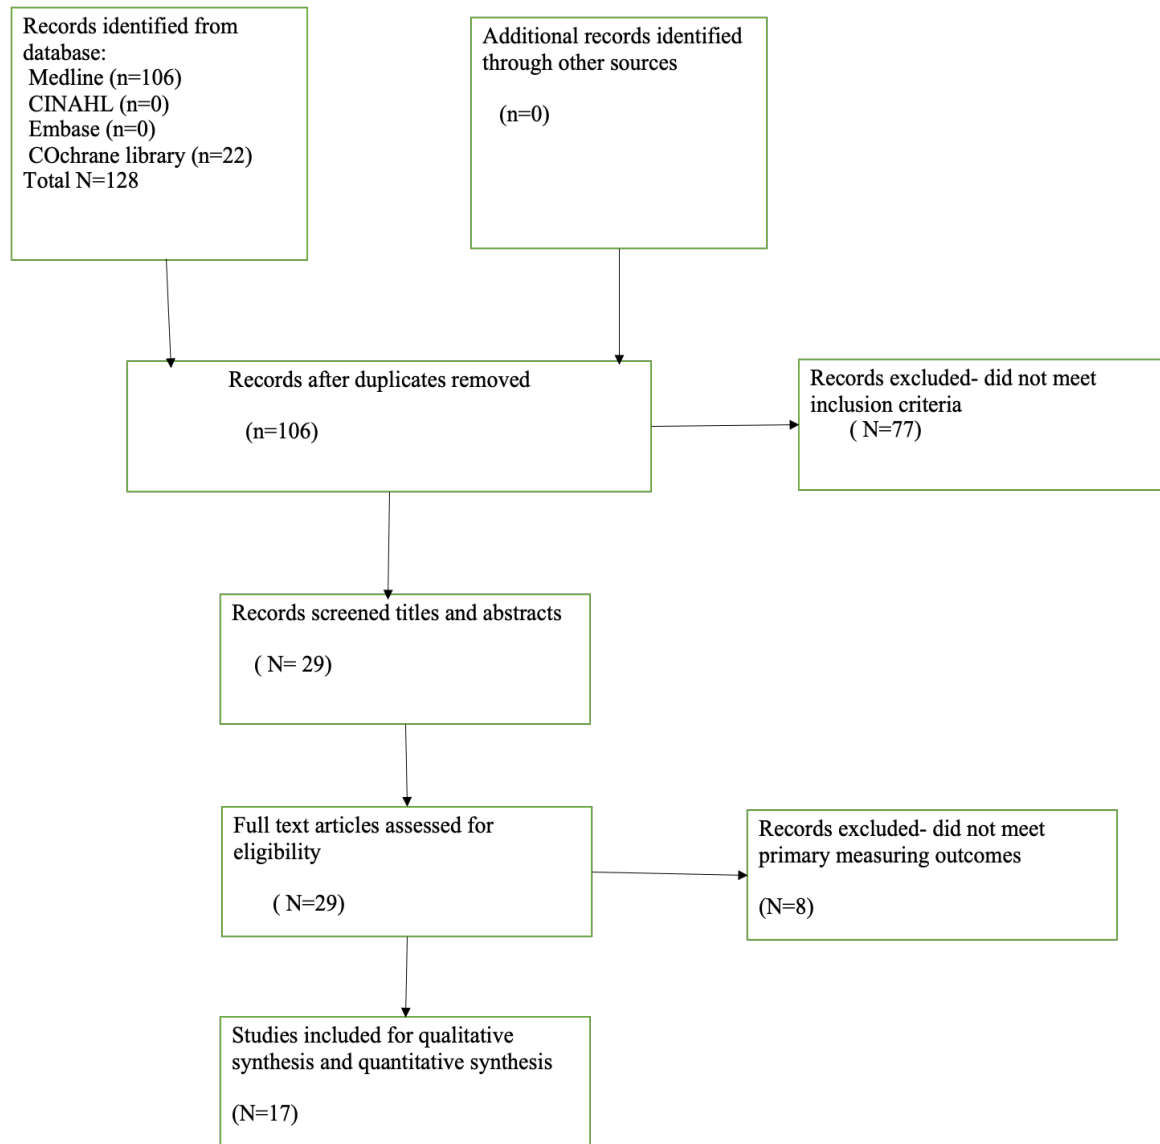 Records identified from
database:
Medline (n=106)
CINAHL (n=0)
Embase (n=0)
COchrane library (n=22)
Total N=128
Additional records identified
through other sources
(n=0)
Records after duplicates removed
(n=106)
Records excluded- did not meet
inclusion criteria
( N=77)
Records screened titles and abstracts
( N= 29)
Full text articles assessed for
eligibility
( N=29)
Records excluded- did not meet
primary measuring outcomes
(N=8)
Studies included for qualitative
synthesis and quantitative synthesis
(N=17)